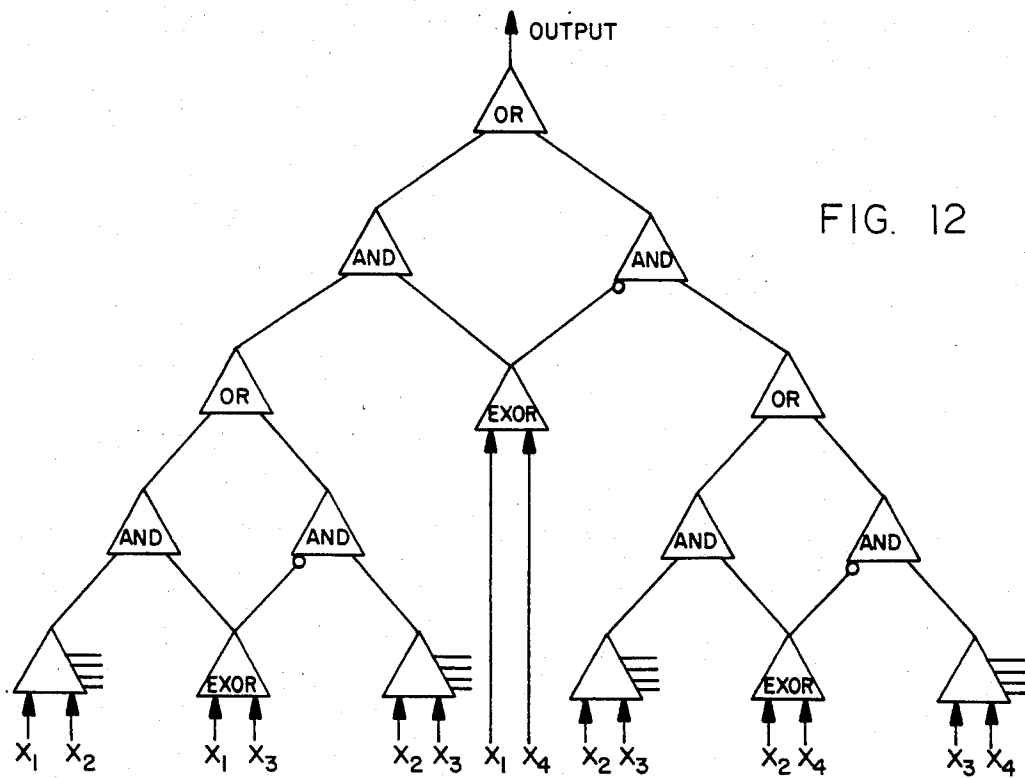 OUTPUT
OR
FIG. 12
AND AND
OR EXOR OR
AND AND AND AND
EXOR EXOR
X1 X2 X1 X3 X2 X3 X1 X4 X2 X3 X2 X4 X3 X4